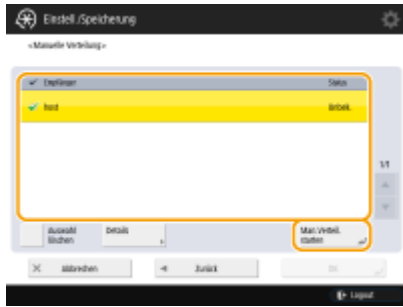 Einstell./Speicherung
<Manuelle Verteilung>
Empfänger Status
host Unbek.
1/1
Auswahl löschen
Details
Man. Verteil. starten
Abbrechen
Zurück
OK
Logout